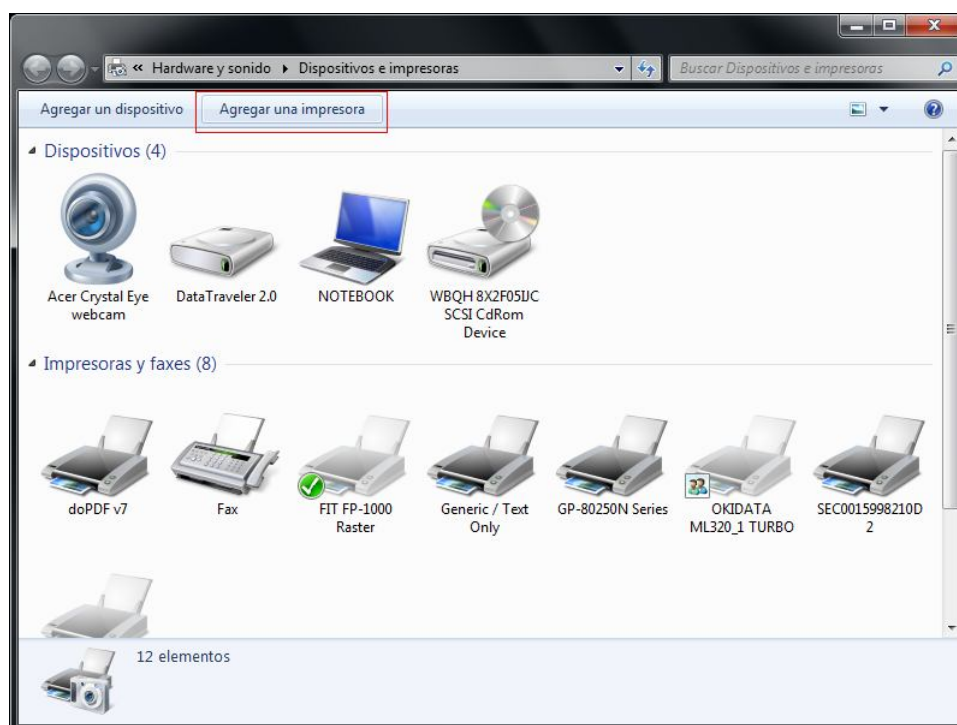 « Hardware y sonido ▸ Dispositivos e impresoras
Buscar Dispositivos e impresoras
Agregar un dispositivo
Agregar una impresora
Dispositivos (4)
Acer Crystal Eye
webcam
DataTraveler 2.0
NOTEBOOK
WBQH 8X2F05IJC
SCSI CdRom
Device
Impresoras y faxes (8)
doPDF v7
Fax
FIT FP-1000
Raster
Generic / Text
Only
GP-80250N Series
OKIDATA
ML320_1 TURBO
SEC0015998210D
2
12 elementos